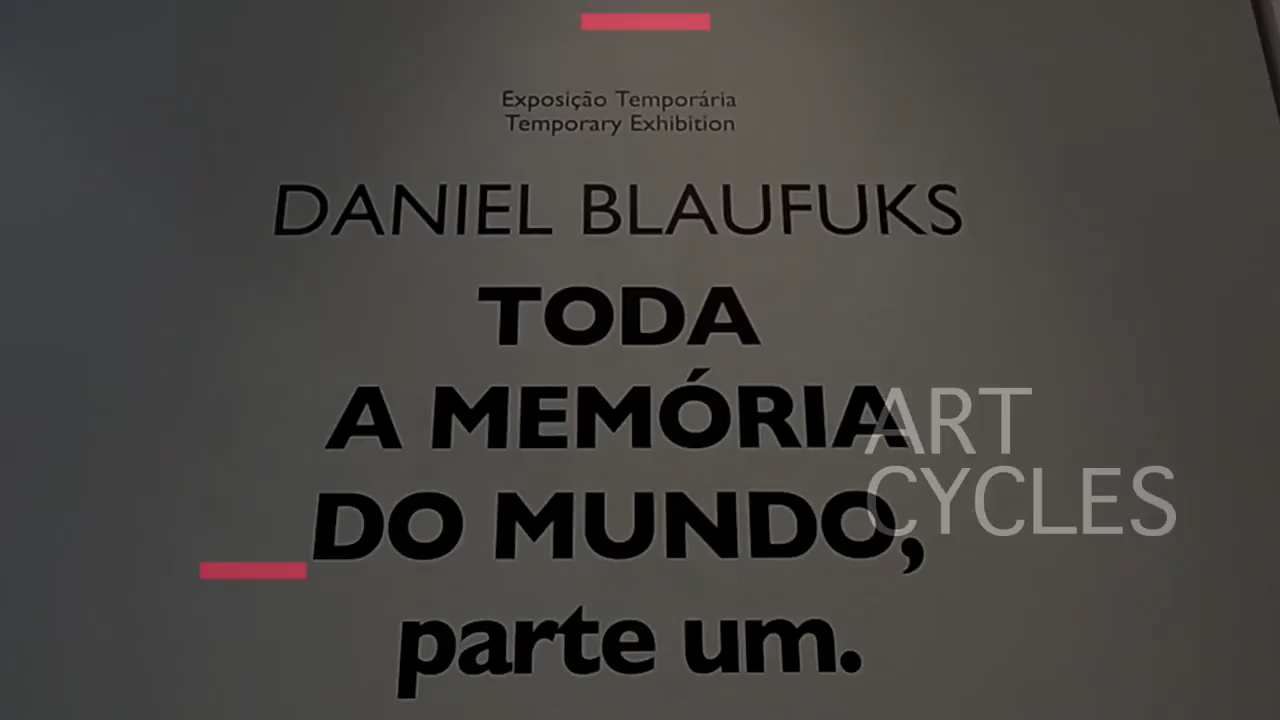 Exposição Temporária
Temporary Exhibition
DANIEL BLAUFUKS
TODA
A MEMÓRIA
DO MUNDO,
parte um.
ART
CYCLES